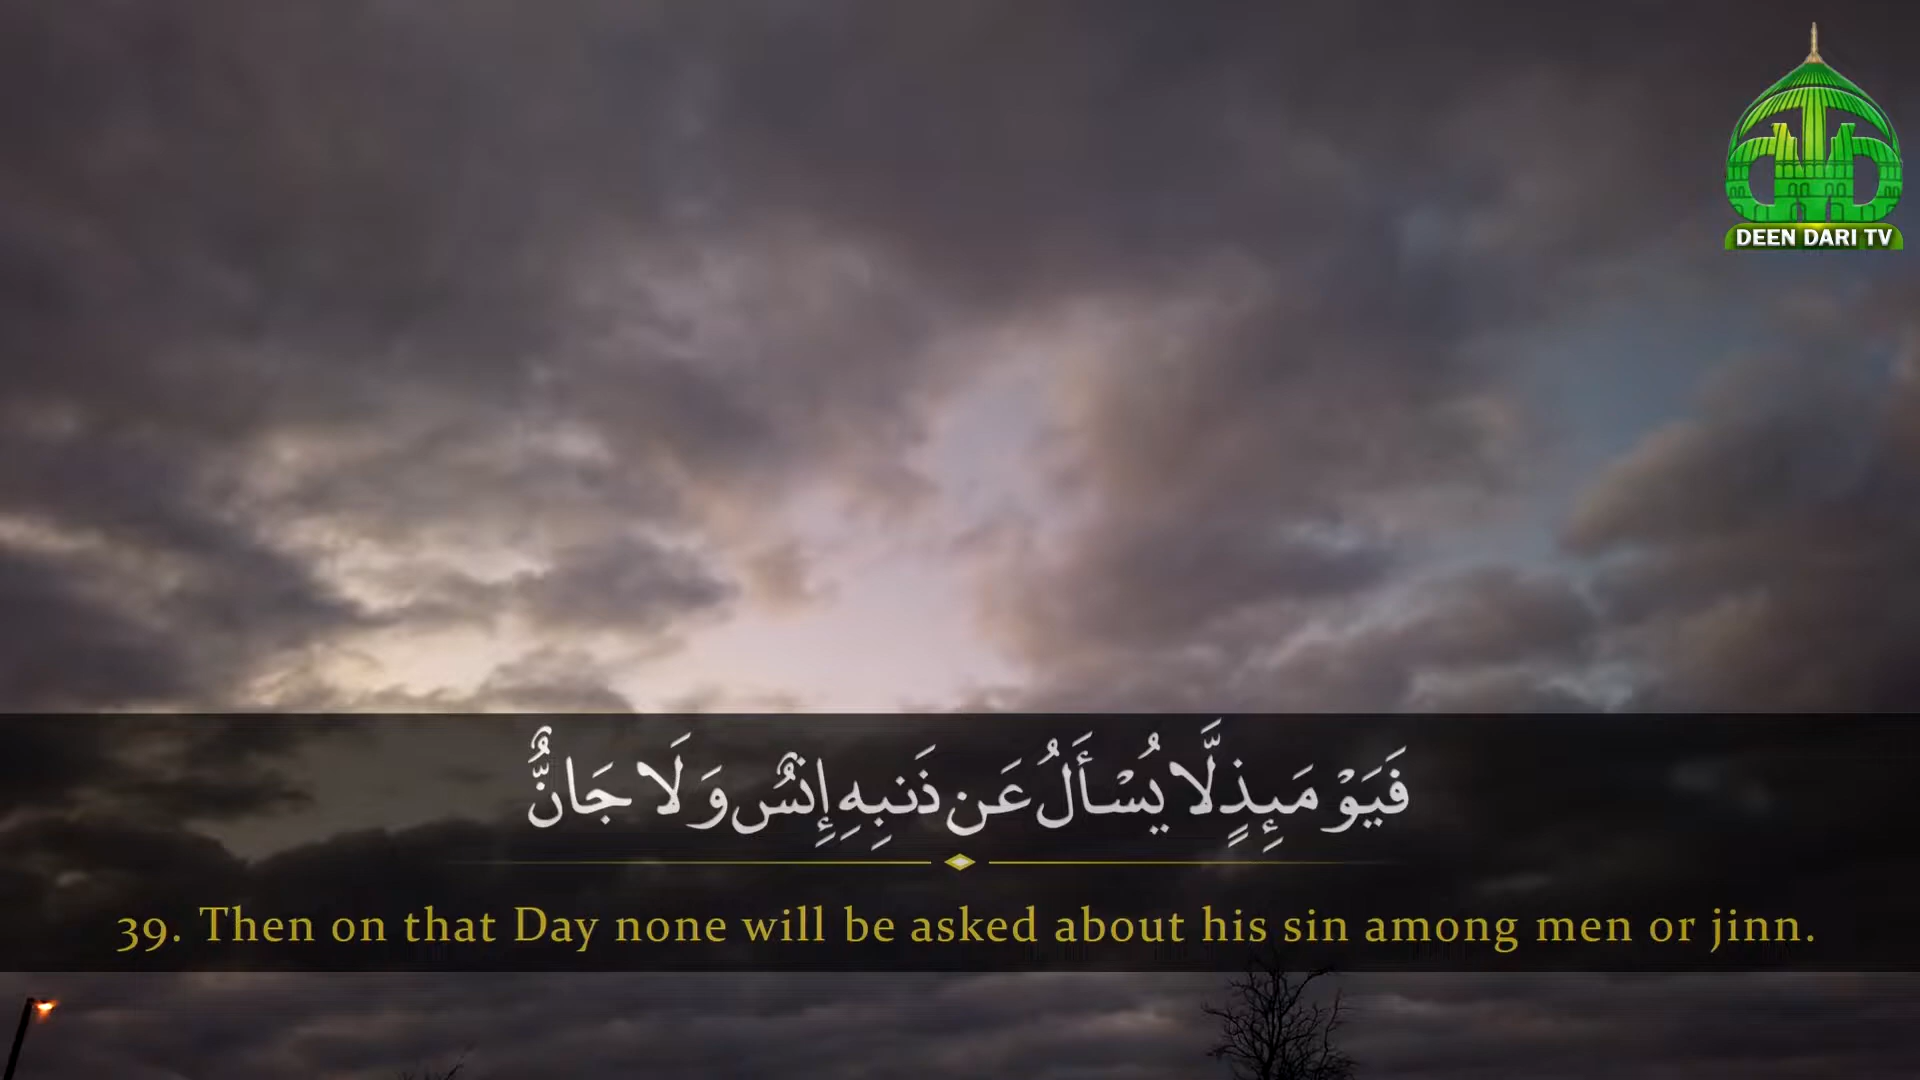 DEEN DARI TV
فَيَوْمَئِذٍ لَّا يُسْأَلُ عَن ذَنبِهِ إِنسٌ وَلَا جَانٌّ
39. Then on that Day none will be asked about his sin among men or jinn.